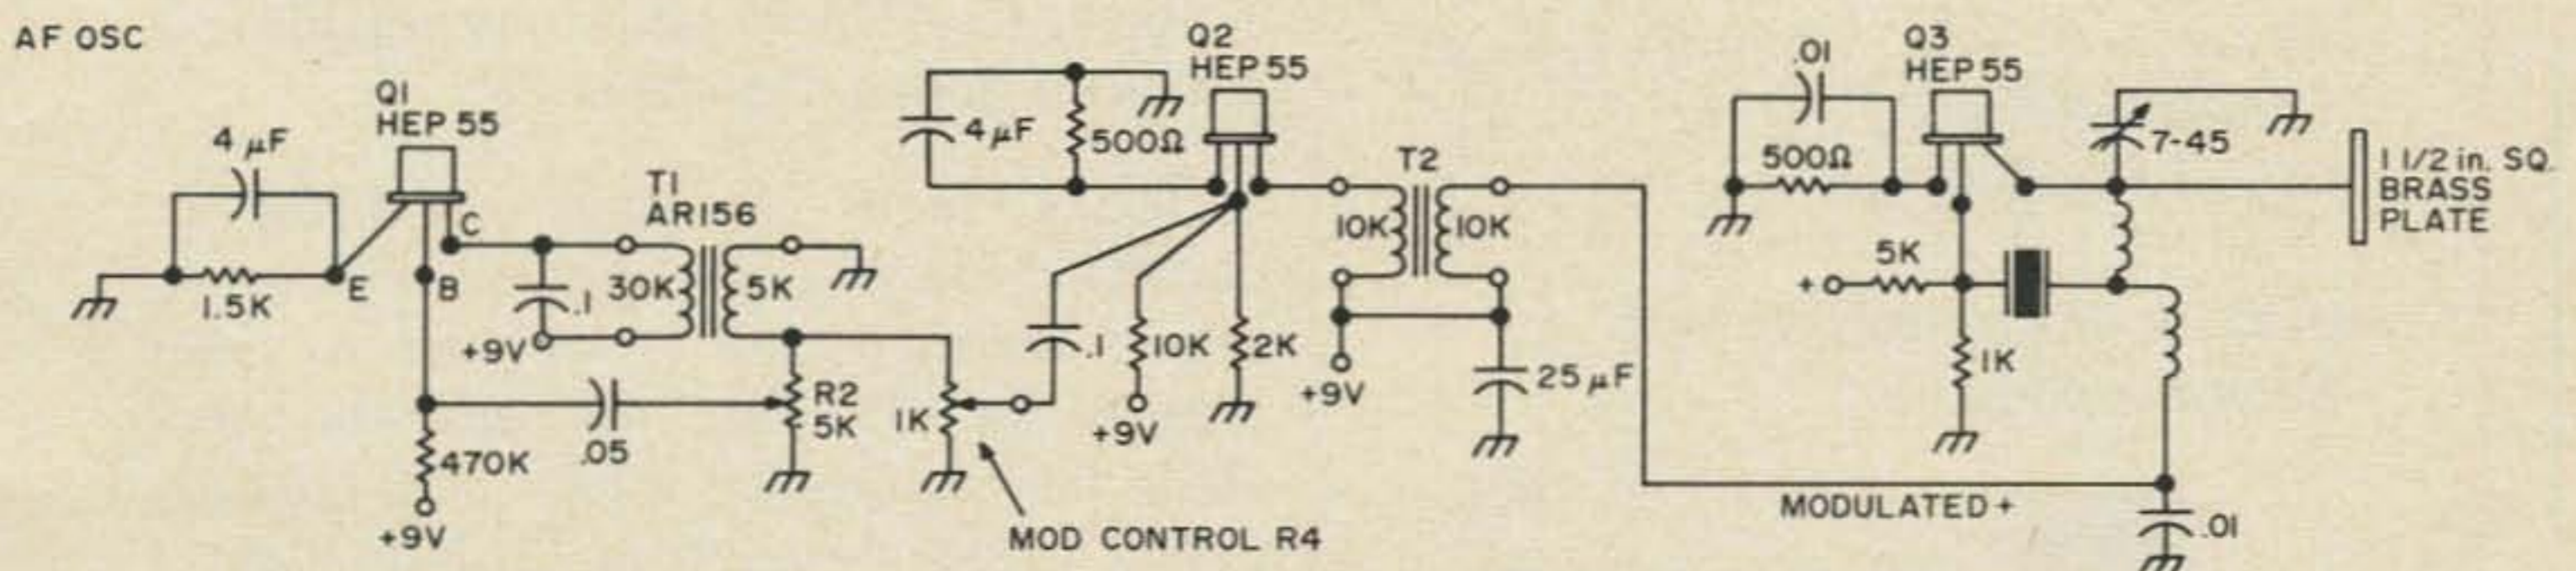 AF OSC
Q1
HEP 55
4 µF
1.5K
E
B
C
470K
+9V
.1
+9V
T1
AR156
30K
5K
.05
R2
5K
1K
MOD CONTROL R4
4 µF
500Ω
Q2
HEP 55
.1
10K
+9V
2K
T2
10K
10K
+9V
25 µF
.01
500Ω
Q3
HEP 55
5K
+
1K
7-45
1 1/2 in. SQ.
BRASS
PLATE
MODULATED +
.01